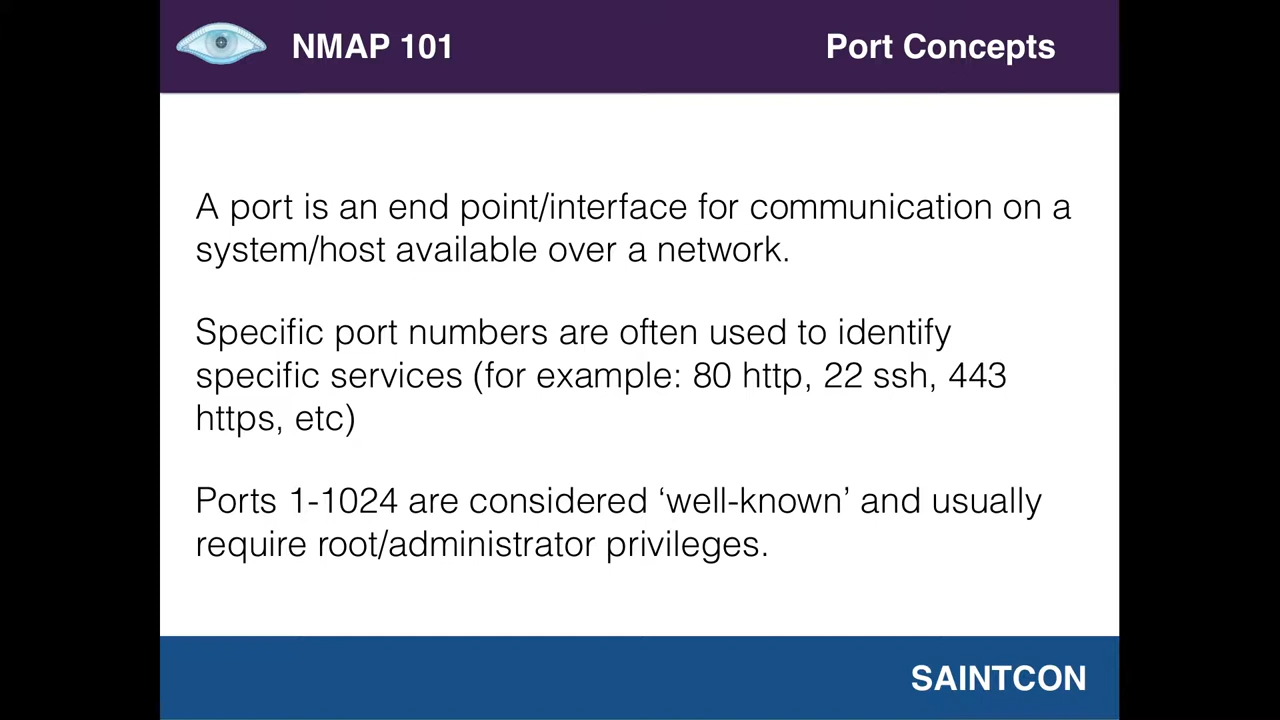 NMAP 101
Port Concepts
A port is an end point/interface for communication on a
system/host available over a network.
Specific port numbers are often used to identify
specific services (for example: 80 http, 22 ssh, 443
https, etc)
Ports 1-1024 are considered ‘well-known’ and usually
require root/administrator privileges.
SAINTCON